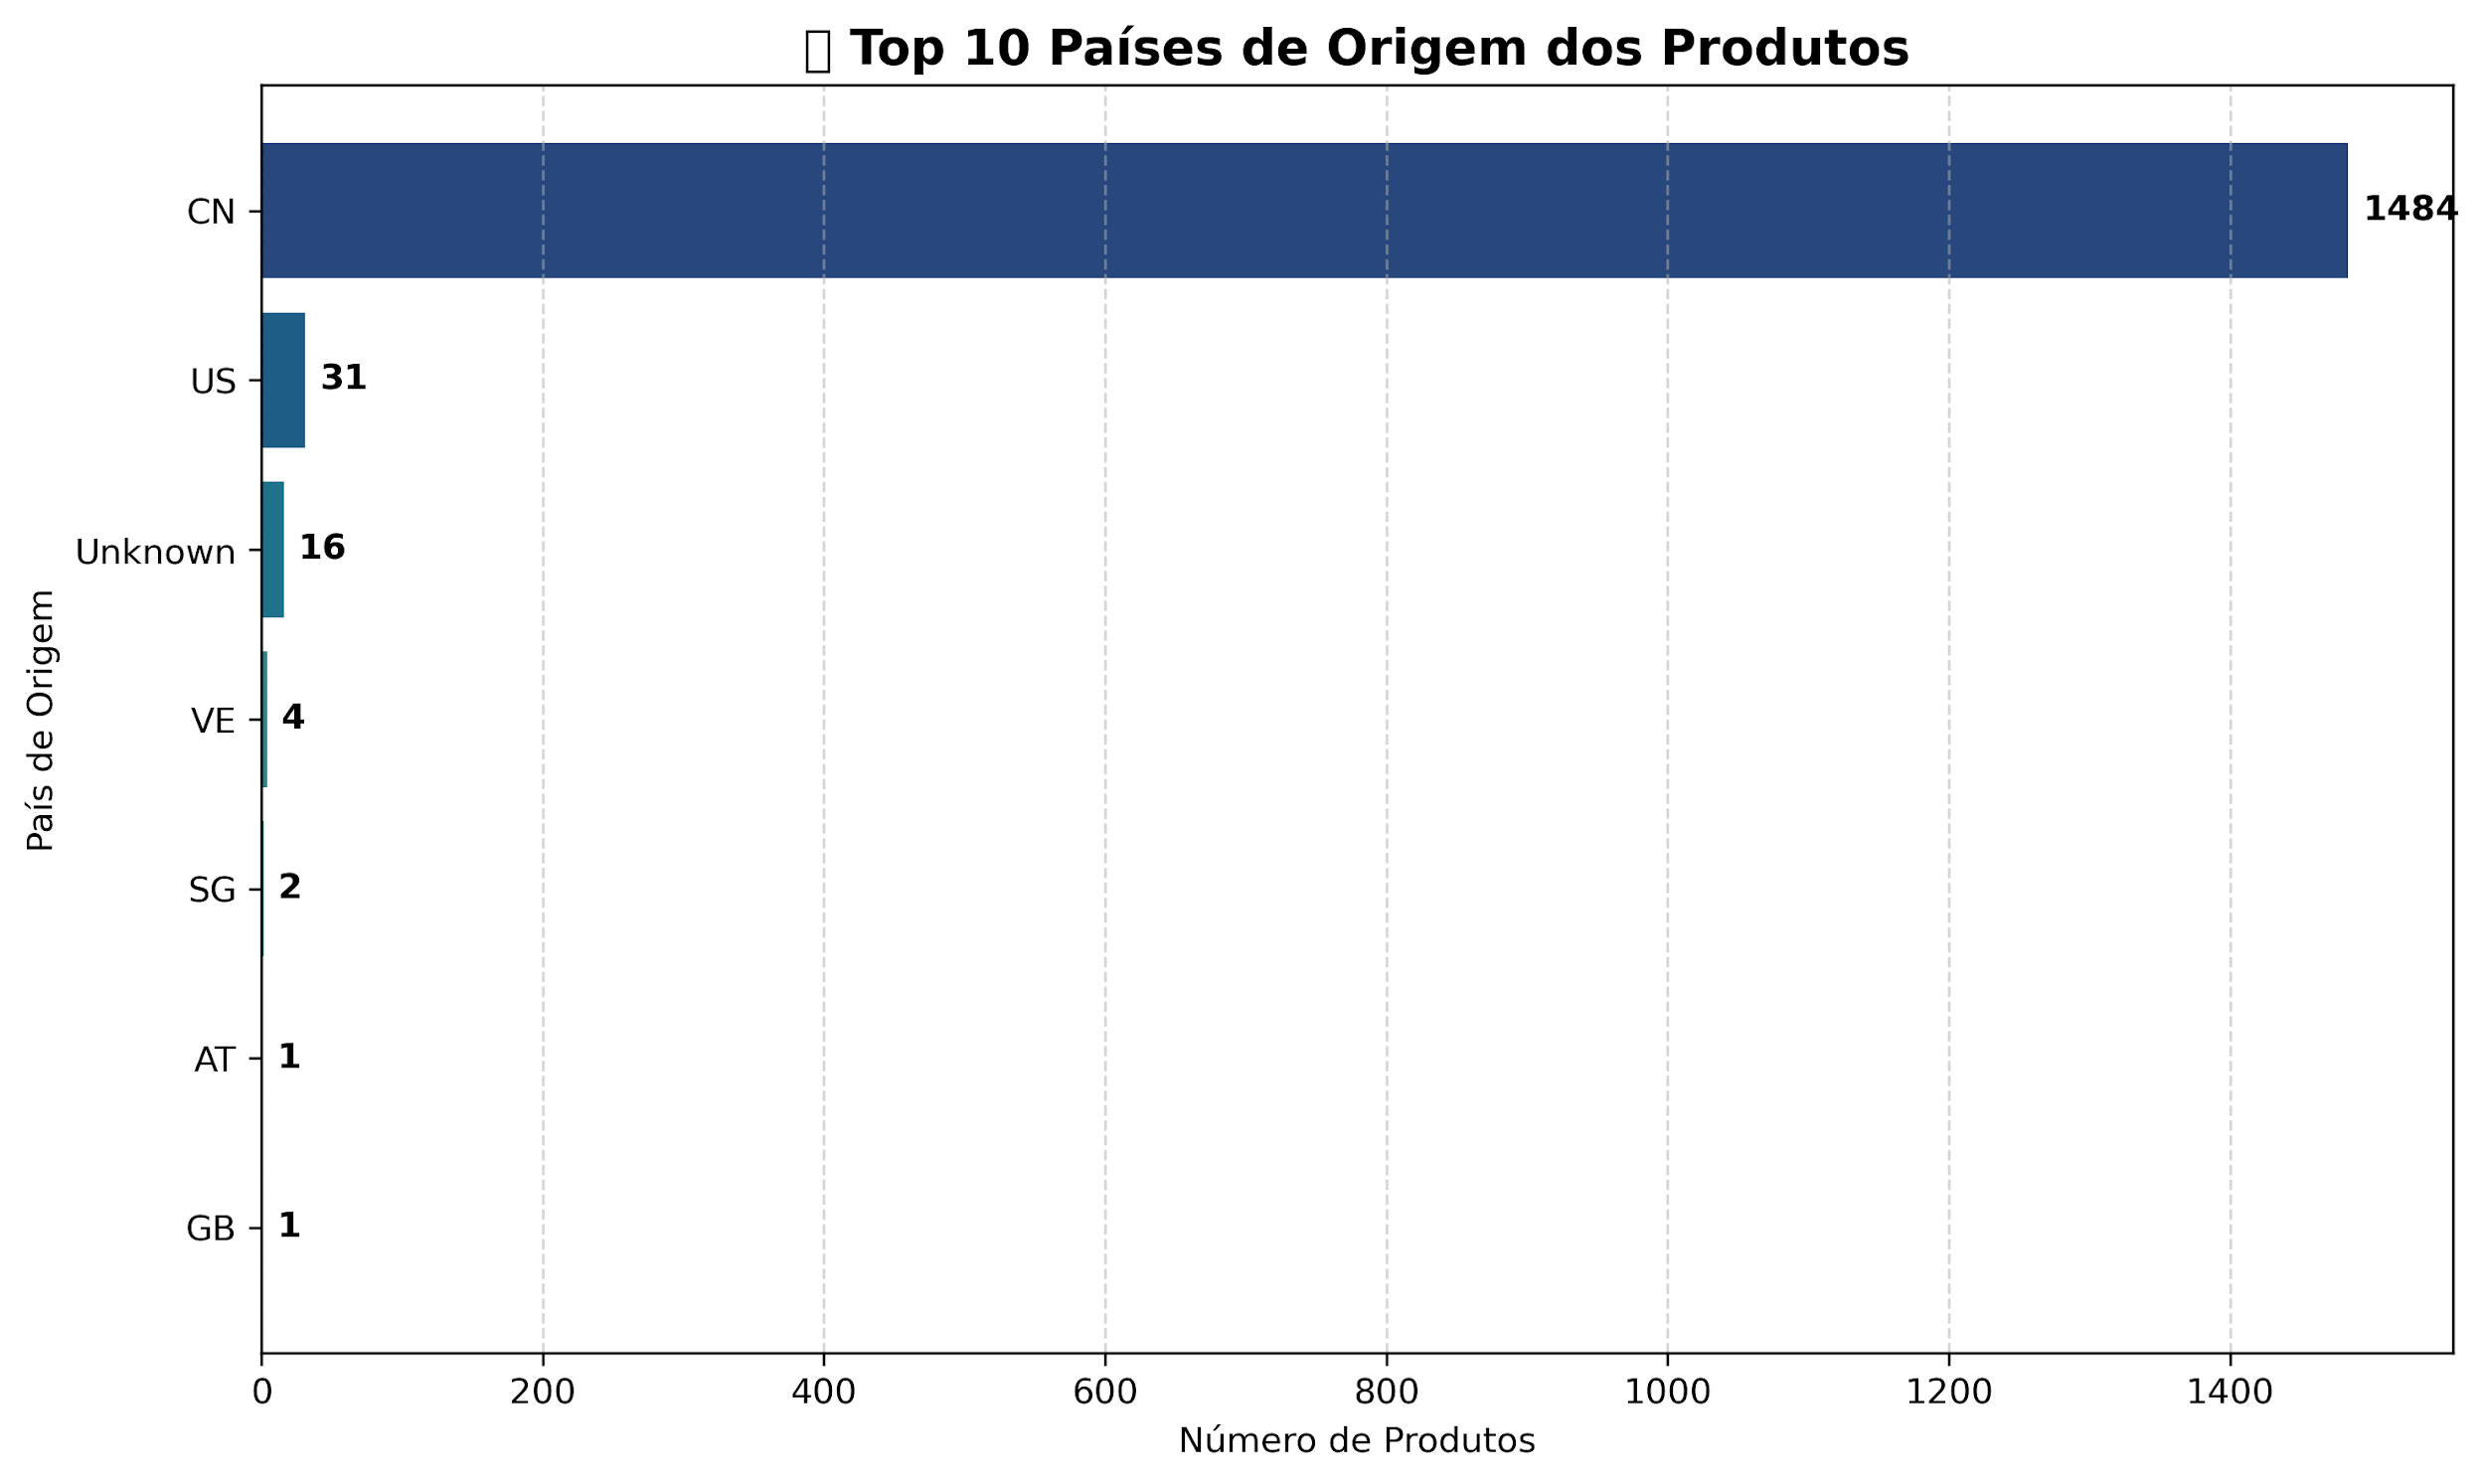 Top 10 Países de Origem dos Produtos
CN
1484
US
31
Unknown
16
VE
4
SG
2
AT
1
GB
1
País de Origem
0 200 400 600 800 1000 1200 1400
Número de Produtos